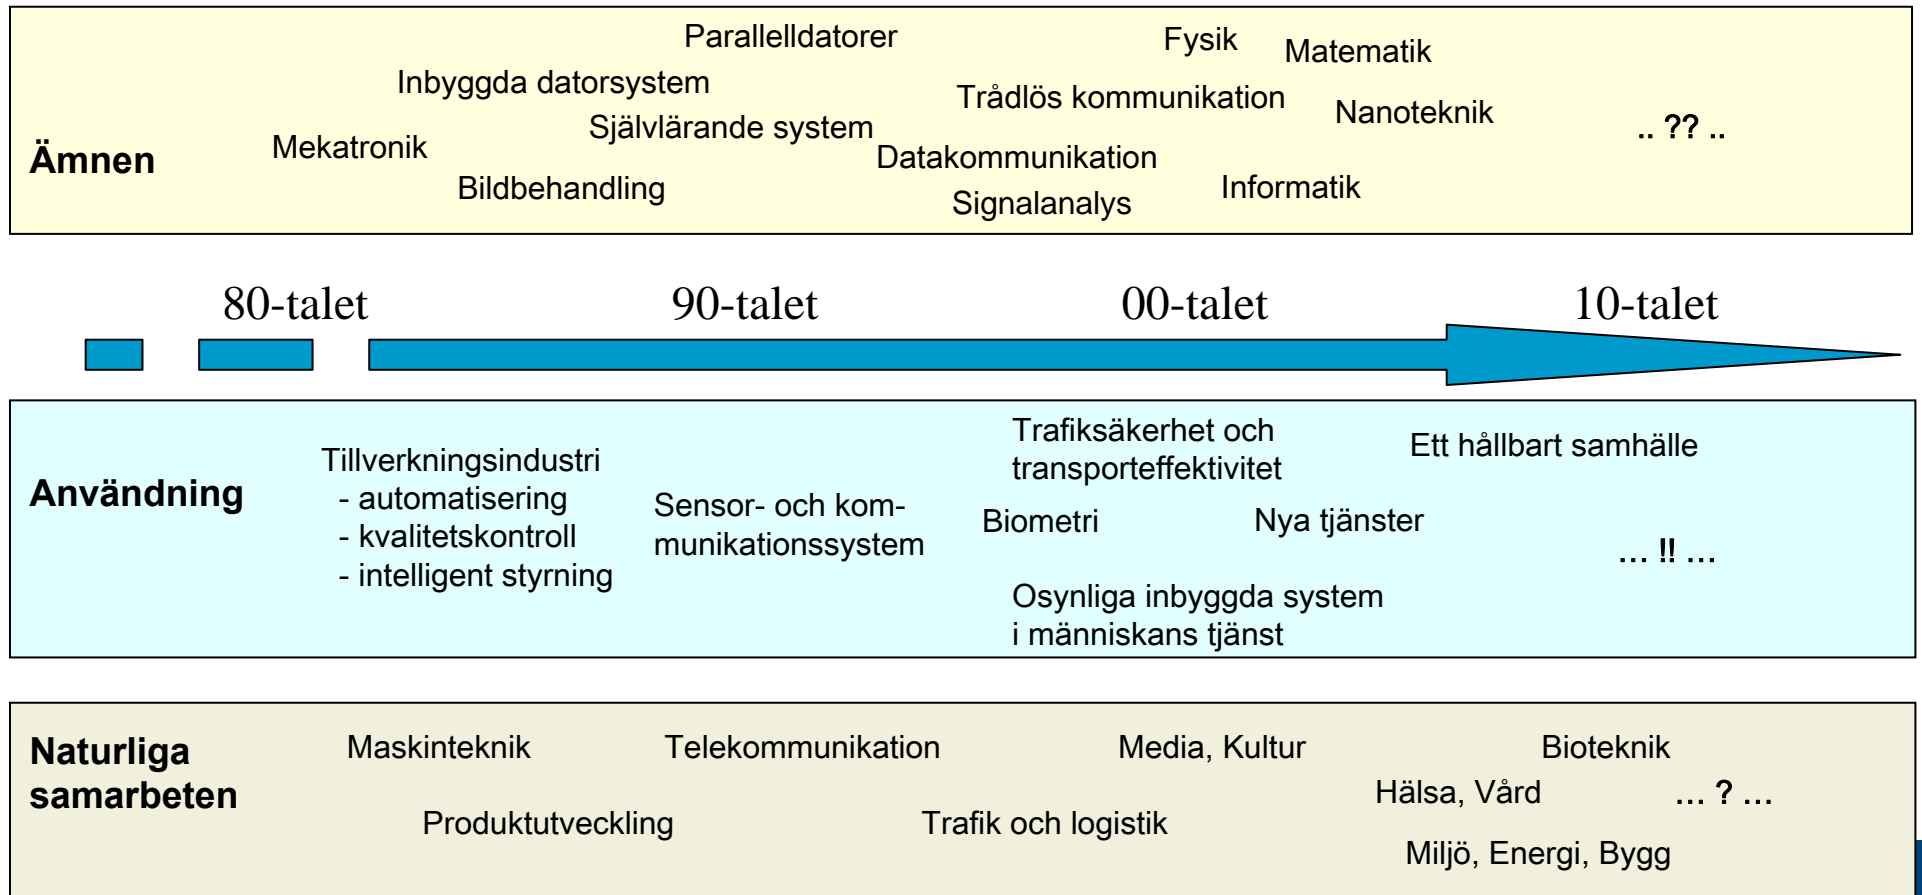 Ämnen
Parallelldatorer
Fysik
Matematik
Inbyggda datorsystem
Trådlös kommunikation
Nanoteknik
Självlärande system
.. ?? ..
Mekatronik
Datakommunikation
Bildbehandling
Informatik
Signalanalys
80-talet 90-talet 00-talet 10-talet
Användning
Tillverkningsindustri
- automatisering
- kvalitetskontroll
- intelligent styrning
Sensor- och kom-
munikationssystem
Trafiksäkerhet och
transporteffektivitet
Biometri
Nya tjänster
Osynliga inbyggda system
i människans tjänst
Ett hållbart samhälle
... !! ...
Naturliga
samarbeten
Maskinteknik
Telekommunikation
Media, Kultur
Bioteknik
Hälsa, Vård
... ? ...
Produktutveckling
Trafik och logistik
Miljö, Energi, Bygg